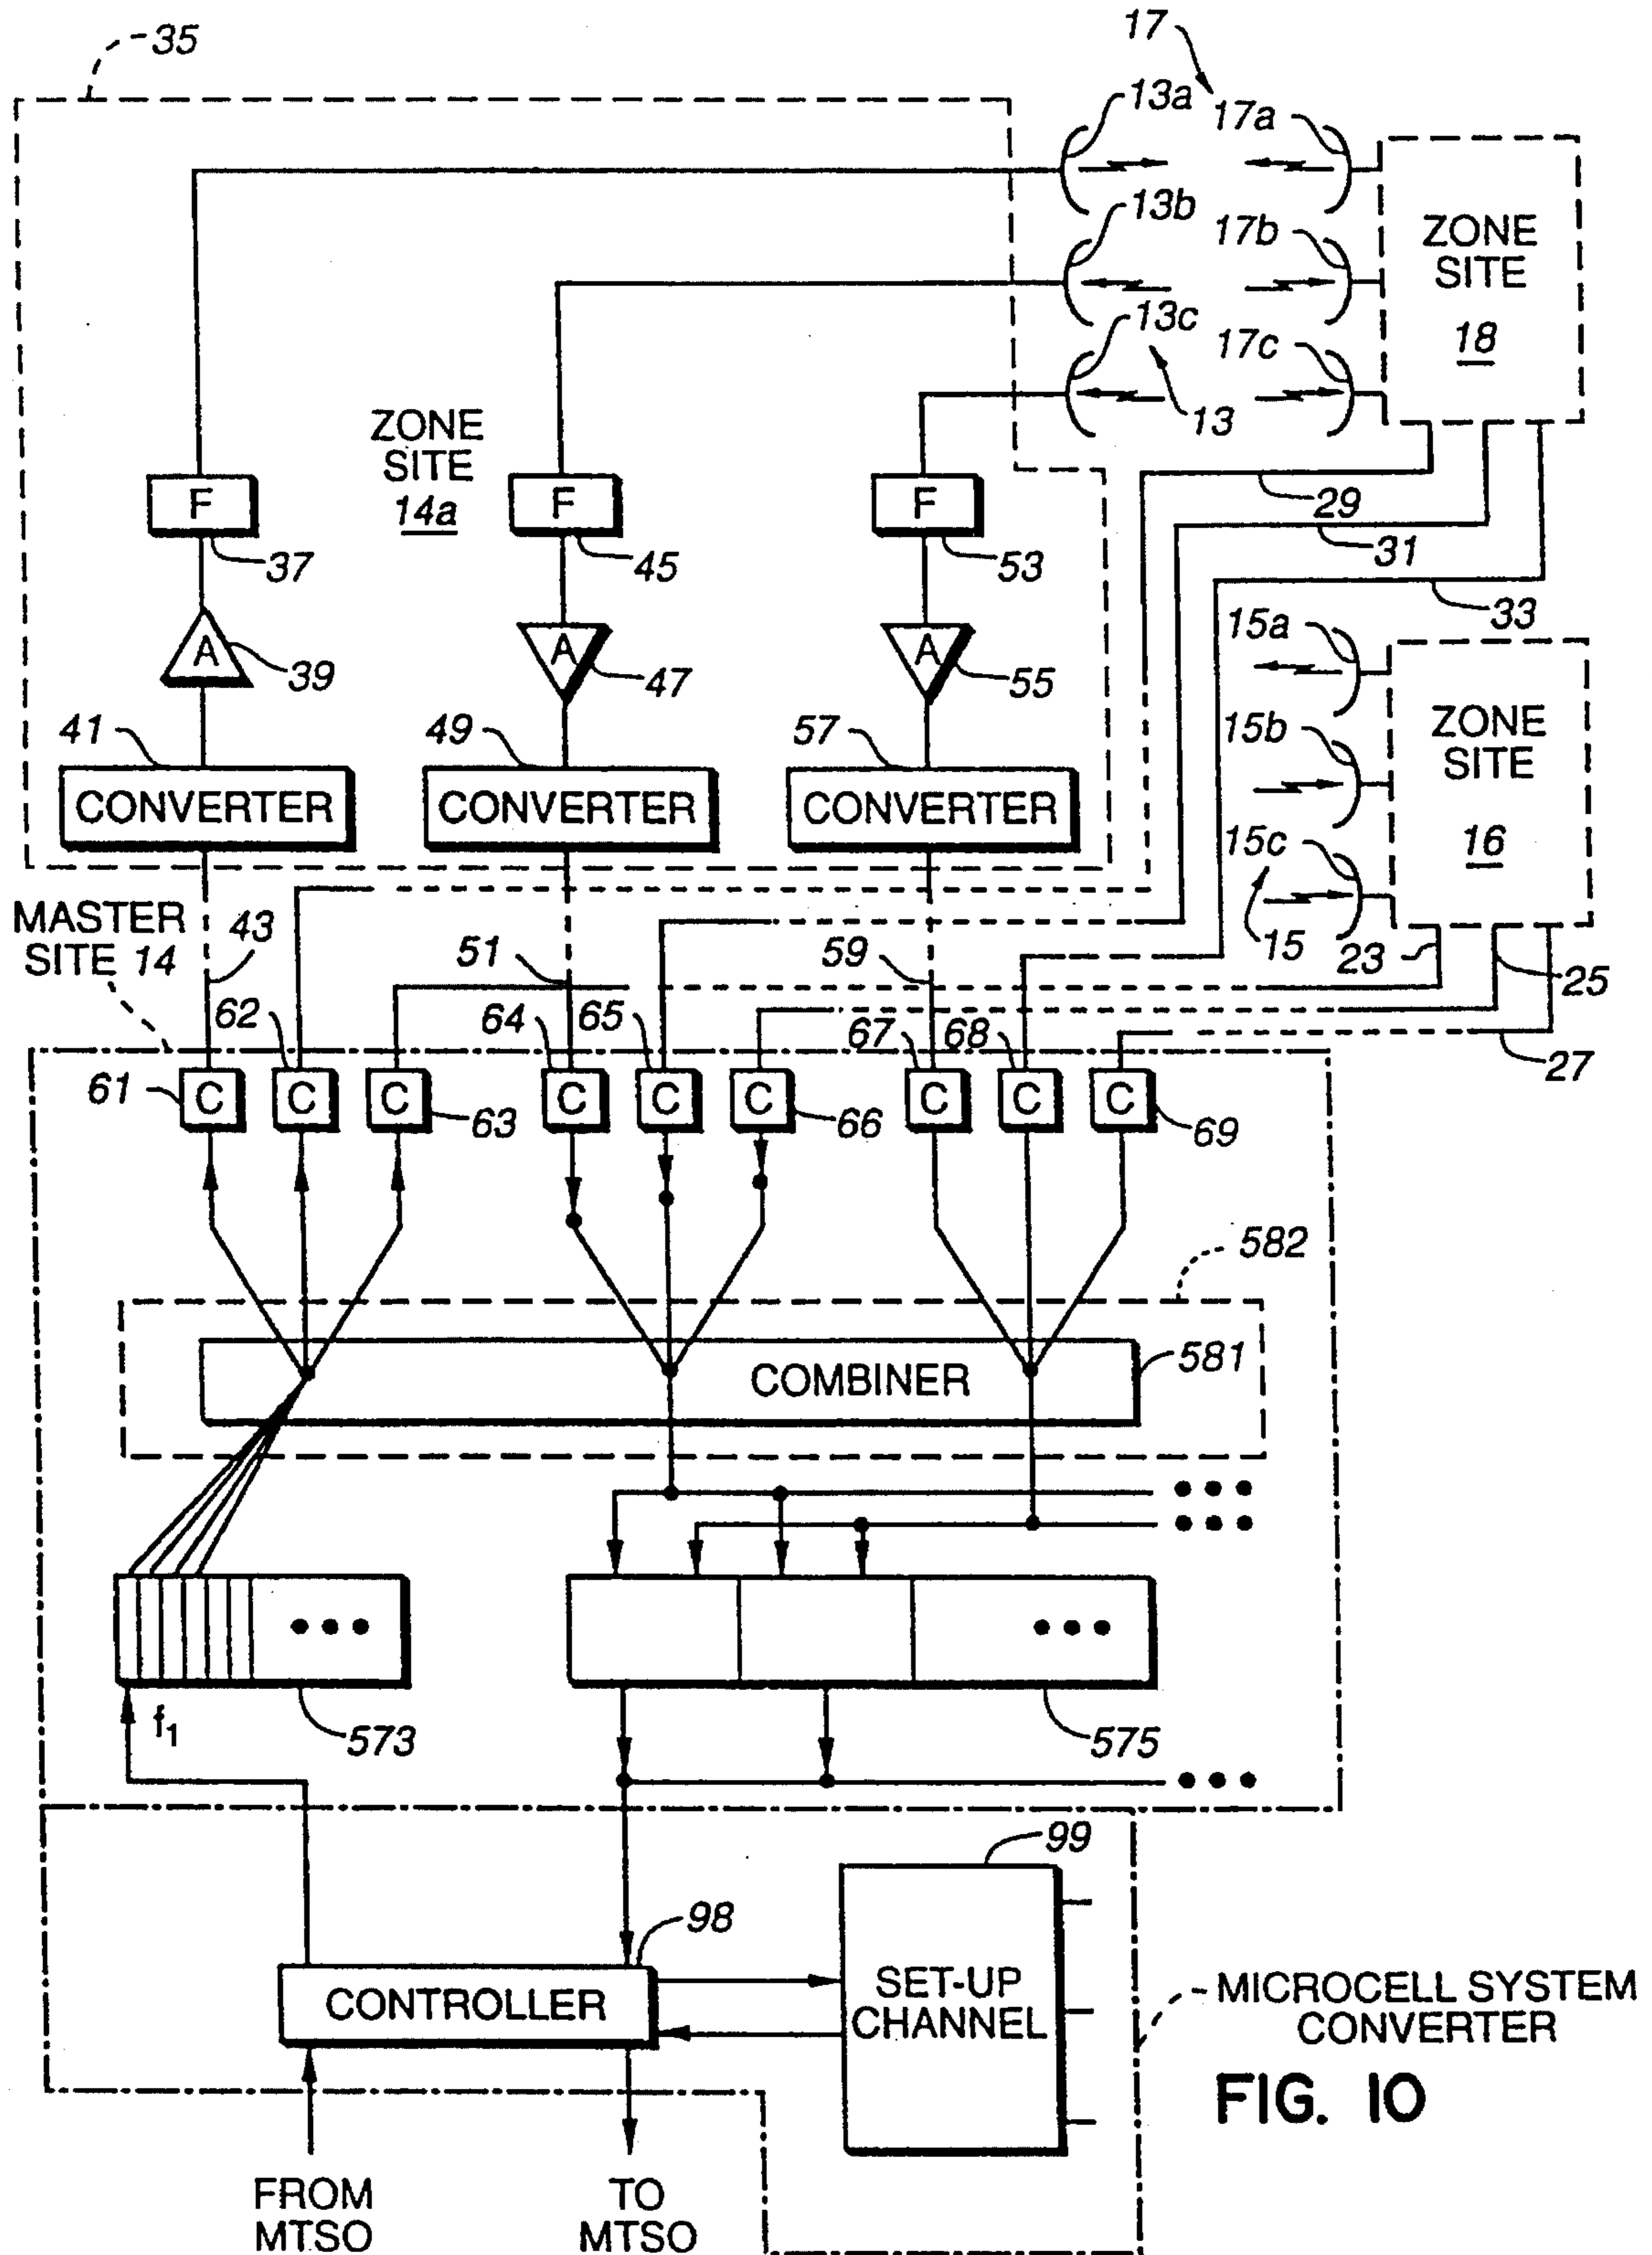 35
17
13a
17a
13b
17b
ZONE
SITE
18
13c
17c
13
ZONE
SITE
14a
F
F
F
29
37
45
53
31
33
A
39
A
47
A
55
15a
ZONE
SITE
16
15b
41
49
57
CONVERTER
CONVERTER
CONVERTER
15c
MASTER
SITE 14
43
51
59
15
23
25
62
64
65
67
68
27
61
C
C
C
63
C
C
C
66
C
C
C
69
582
COMBINER
581
•••
•••
•••
•••
f1
573
575
•••
99
98
CONTROLLER
SET-UP
CHANNEL
MICROCELL SYSTEM
CONVERTER
FIG. 10
FROM
MTSO
TO
MTSO